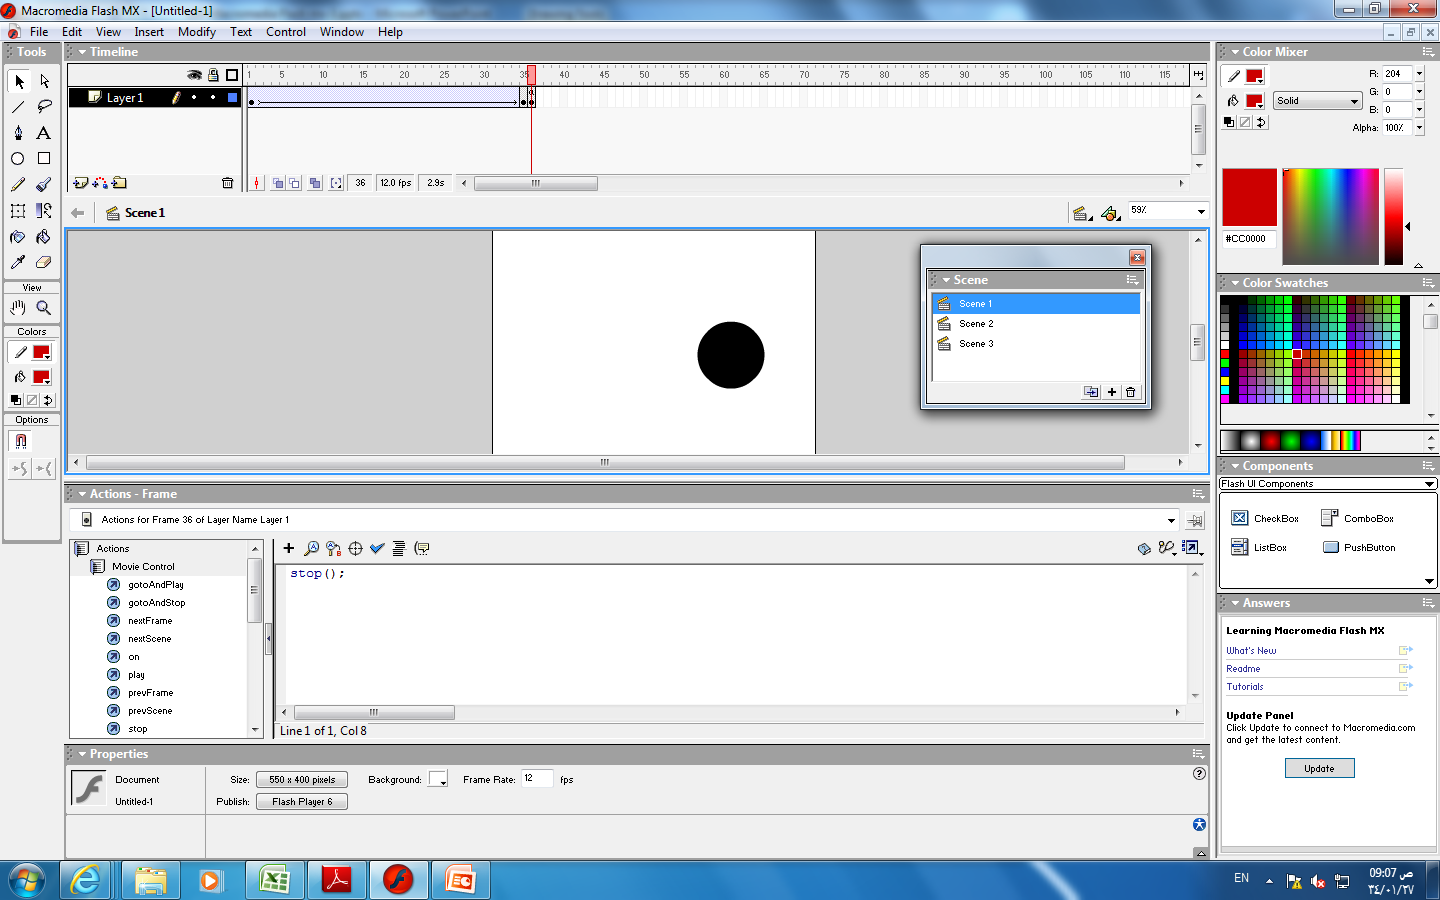 Macromedia Flash MX - [Untitled-1]
File Edit View Insert Modify Text Control Window Help
Tools
Timeline
1 5 10 15 20 25 30 35 40 45 50 55 60 65 70 75 80 85 90 95 100 105 110 115
Layer 1
36 12.0 fps 2.9s
Scene 1
59%
View
Colors
Options
Scene
Scene 1
Scene 2
Scene 3
Actions - Frame
Actions for Frame 36 of Layer Name Layer 1
Actions
Movie Control
gotoAndPlay
gotoAndStop
nextFrame
nextScene
on
play
prevFrame
prevScene
stop
stop();
Line 1 of 1, Col 8
Properties
Document
Untitled-1
Size: 550 x 400 pixels Background: Frame Rate: 12 fps
Publish: Flash Player 6
Color Mixer
R: 204
Solid
G: 0
B: 0
Alpha: 100%
#CC0000
Color Swatches
Components
Flash UI Components
CheckBox ComboBox
ListBox PushButton
Answers
Learning Macromedia Flash MX
What's New
Readme
Tutorials
Update Panel
Click Update to connect to Macromedia.com
and get the latest content.
Update
EN
09:07 ص
٣٤/٠١/٢٧